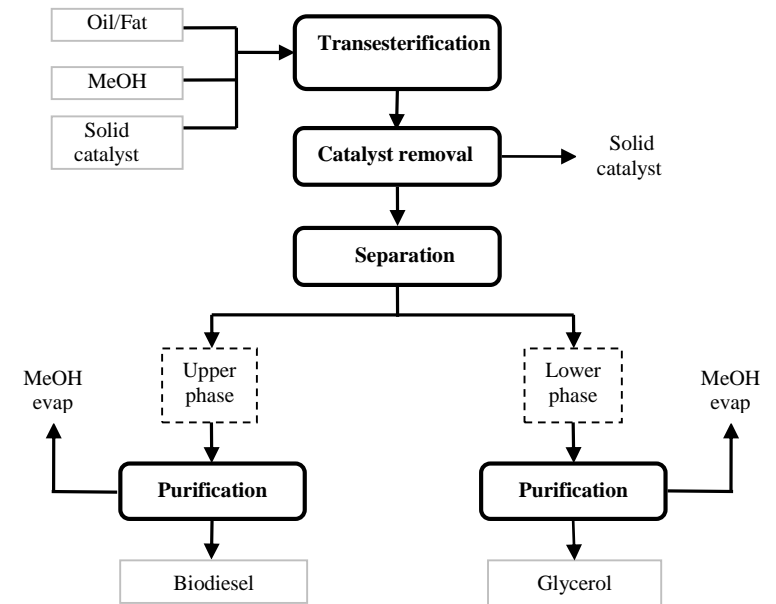 Oil/Fat
Transesterification
MeOH
Solid
catalyst
Catalyst removal
Solid
catalyst
Separation
Upper
phase
Lower
phase
MeOH
evap
MeOH
evap
Purification
Purification
Biodiesel
Glycerol